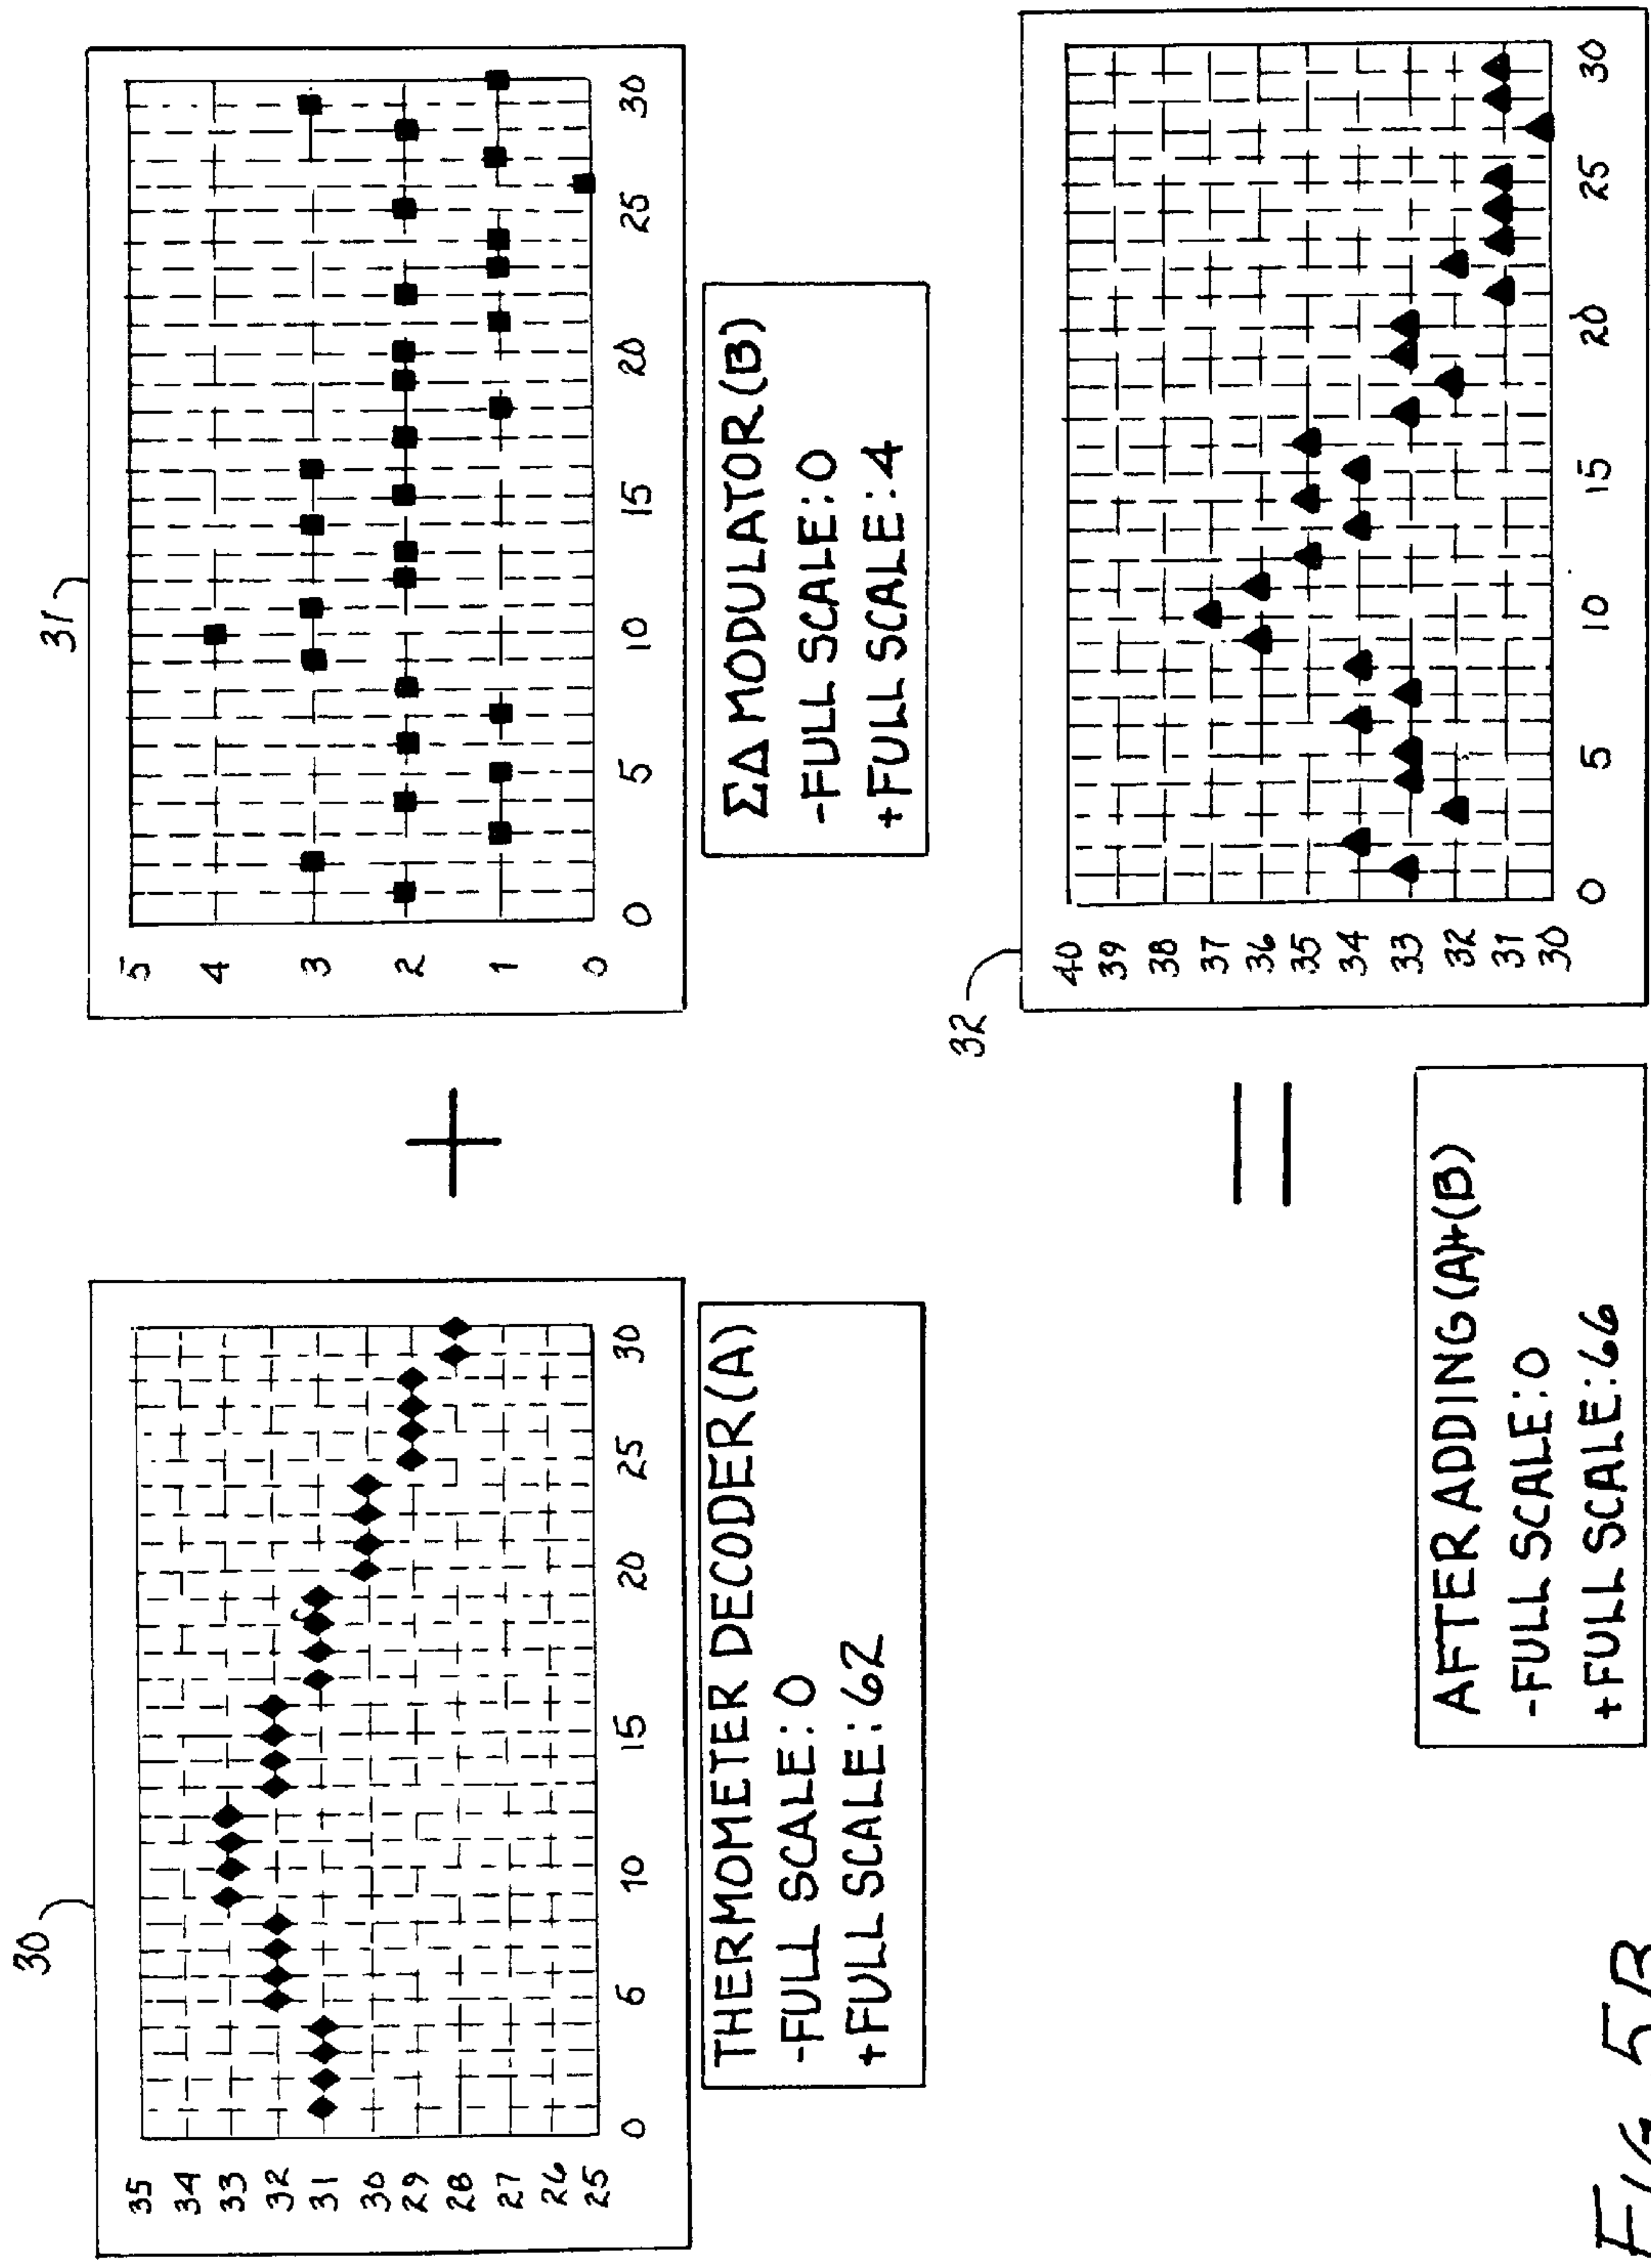 30
35
34
33
32
31
30
29
28
27
26
25
0 6 10 15 20 25 30
THERMOMETER DECODER(A)
-FULL SCALE:0
+FULL SCALE:62
+
31
5
4
3
2
1
0
0 5 10 15 20 25 30
ΣΔ MODULATOR(B)
-FULL SCALE:0
+FULL SCALE:4
=
AFTER ADDING(A)+(B)
-FULL SCALE:0
+FULL SCALE:66
32
40
39
38
37
36
35
34
33
32
31
30
0 5 10 15 20 25 30
FIG 5B